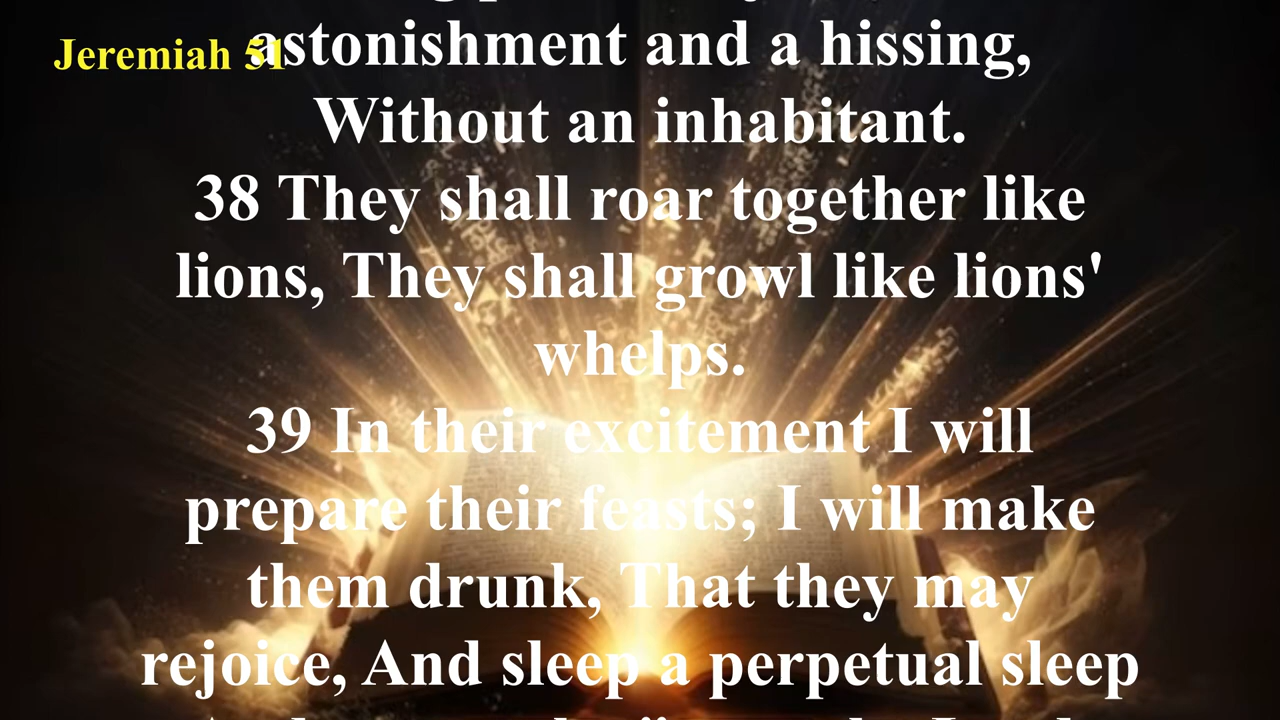 Jeremiah 51
astonishment and a hissing,
Without an inhabitant.
38 They shall roar together like
lions, They shall growl like lions'
whelps.
39 In their excitement I will
prepare their feasts; I will make
them drunk, That they may
rejoice, And sleep a perpetual sleep